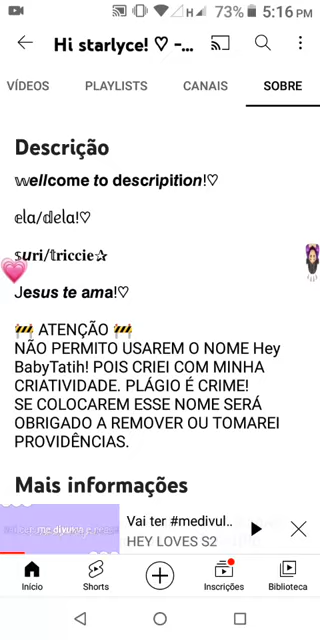 H 73% 5:16 PM
Hi starlyce! ♡ –...
VÍDEOS PLAYLISTS CANAIS SOBRE
Descrição
𝕨𝙚𝙡𝙡come 𝙩o desc𝙧𝙞p𝙞𝙩𝙞on!♡
𝕖la/𝕕ela!♡
𝕤𝒖ri/𝕥riccie✰
Jes𝙪s 𝙩𝙚 ama!♡
🚧 ATENÇÃO 🚧
NÃO PERMITO USAREM O NOME Hey
BabyTatih! POIS CRIEI COM MINHA
CRIATIVIDADE. PLÁGIO É CRIME!
SE COLOCAREM ESSE NOME SERÁ
OBRIGADO A REMOVER OU TOMAREI
PROVIDÊNCIAS.
Mais informações
Vai ter #medivul..
HEY LOVES S2
Início Shorts Inscrições Biblioteca